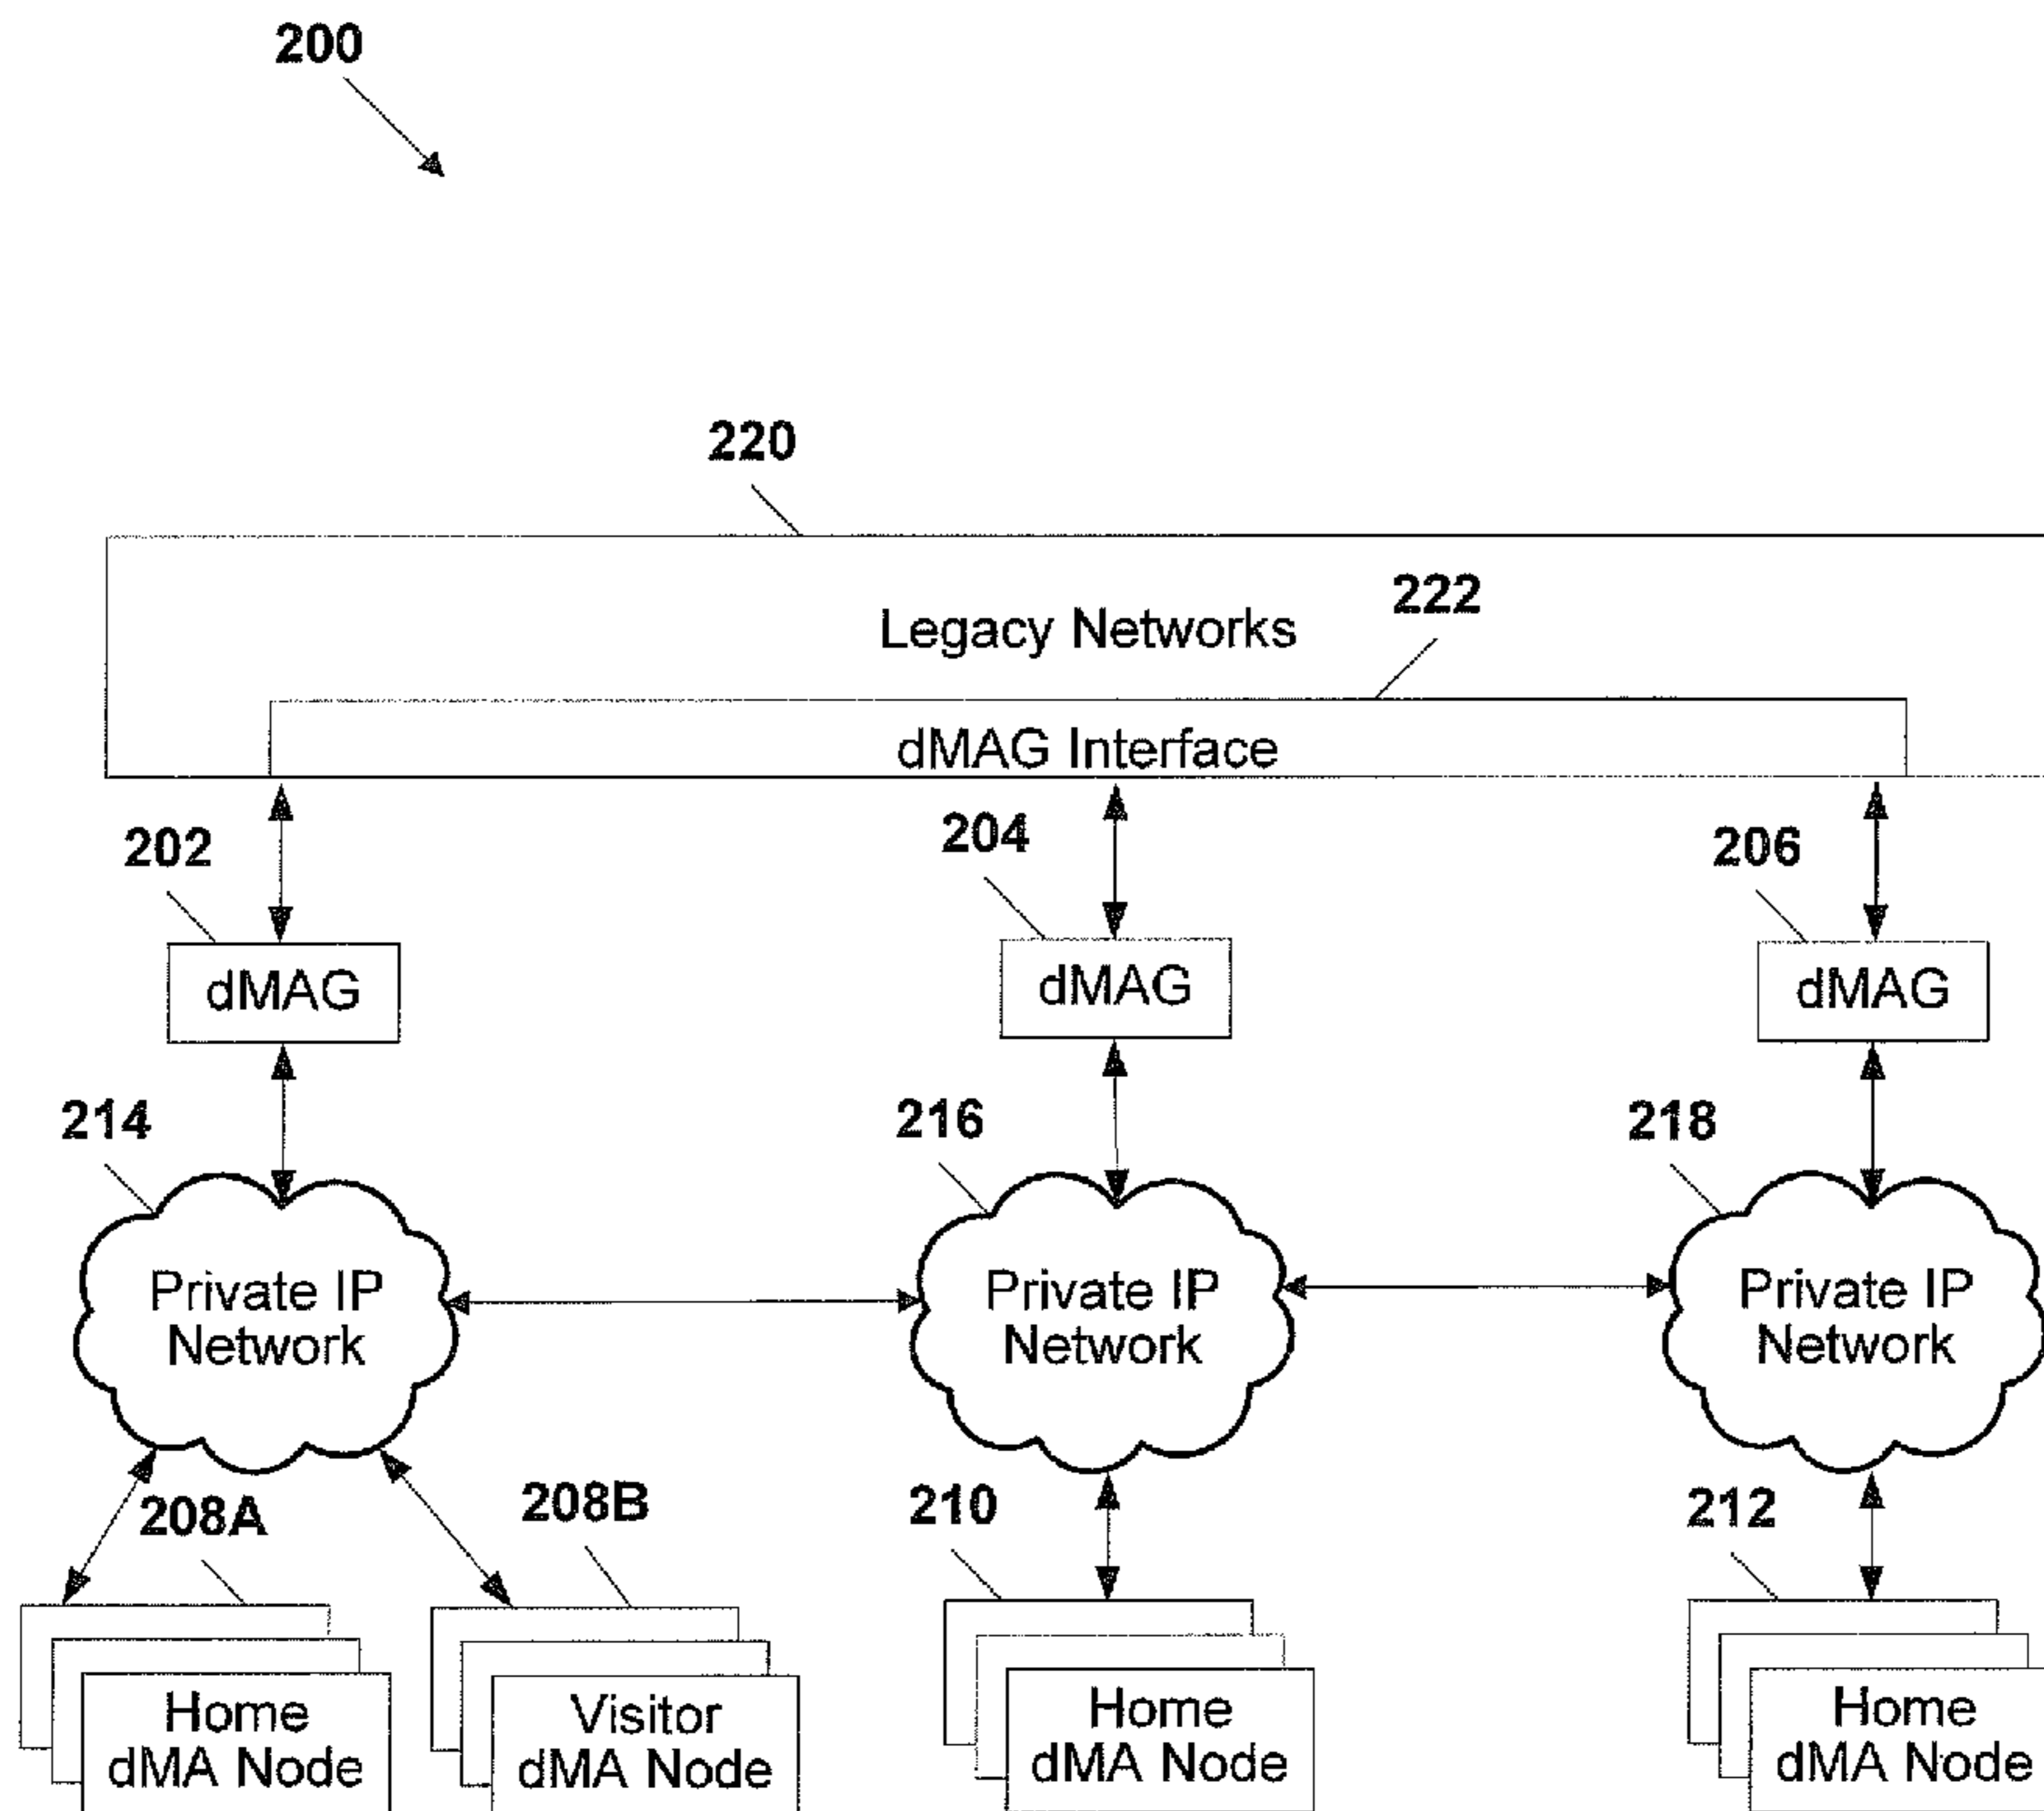 200
220
222
Legacy Networks
dMAG Interface
202
204
206
dMAG
dMAG
dMAG
214
216
218
Private IP
Network
Private IP
Network
Private IP
Network
208A
208B
210
212
Home
dMA Node
Visitor
dMA Node
Home
dMA Node
Home
dMA Node